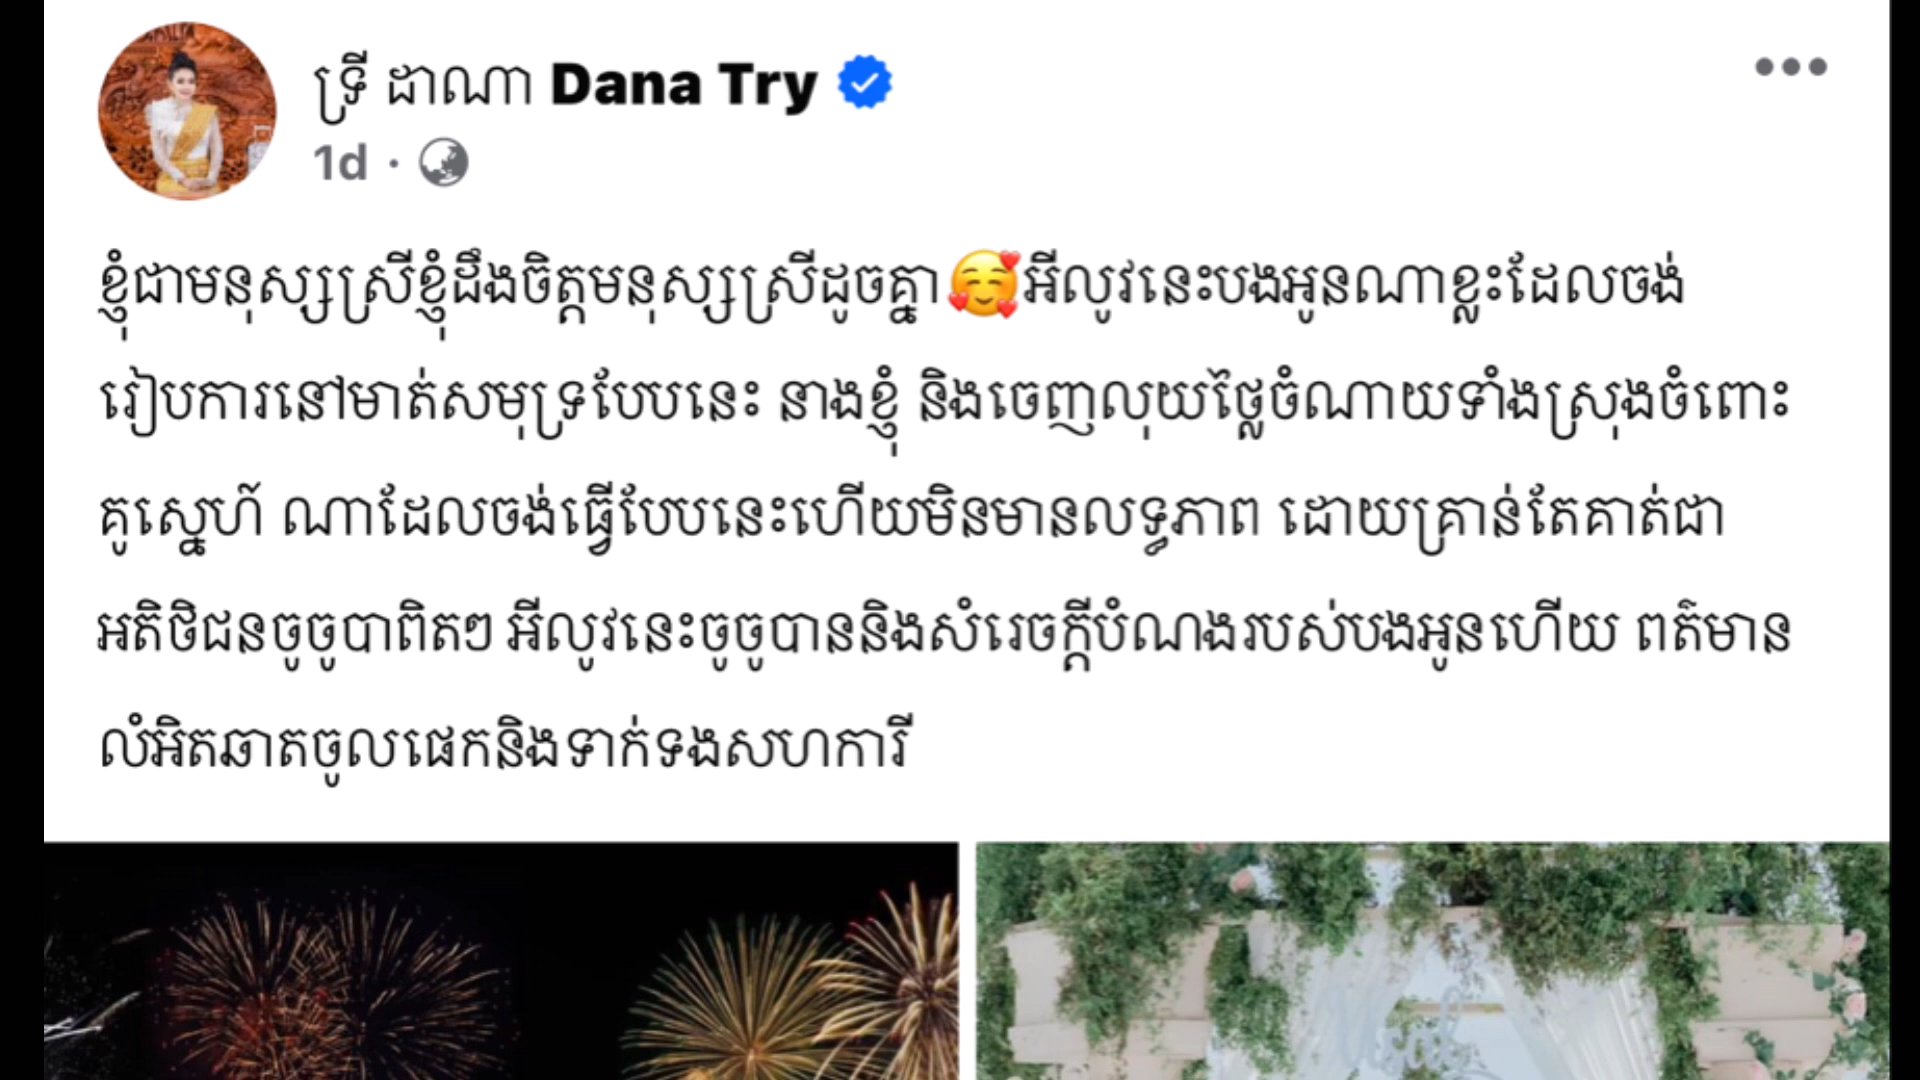 ទ្រី ដាណា Dana Try
1d ·
ខ្ញុំជាមនុស្សស្រីខ្ញុំដឹងចិត្តមនុស្សស្រីដូចគ្នា🥰អីលូវនេះបងអូនណាខ្លះដែលចង់
រៀបការនៅមាត់សមុទ្របែបនេះ នាងខ្ញុំ និងចេញលុយថ្លៃចំណាយទាំងស្រុងចំពោះ
គូស្នេហ៍ ណាដែលចង់ធ្វើបែបនេះហើយមិនមានលទ្ធភាព ដោយគ្រាន់តែគាត់ជា
អតិថិជនចូចូបាពិតៗ អីលូវនេះចូចូបាននិងសំរេចក្តីបំណងរបស់បងអូនហើយ ពត៌មាន
លំអិតឆាតចូលផេកនិងទាក់ទងសហការី